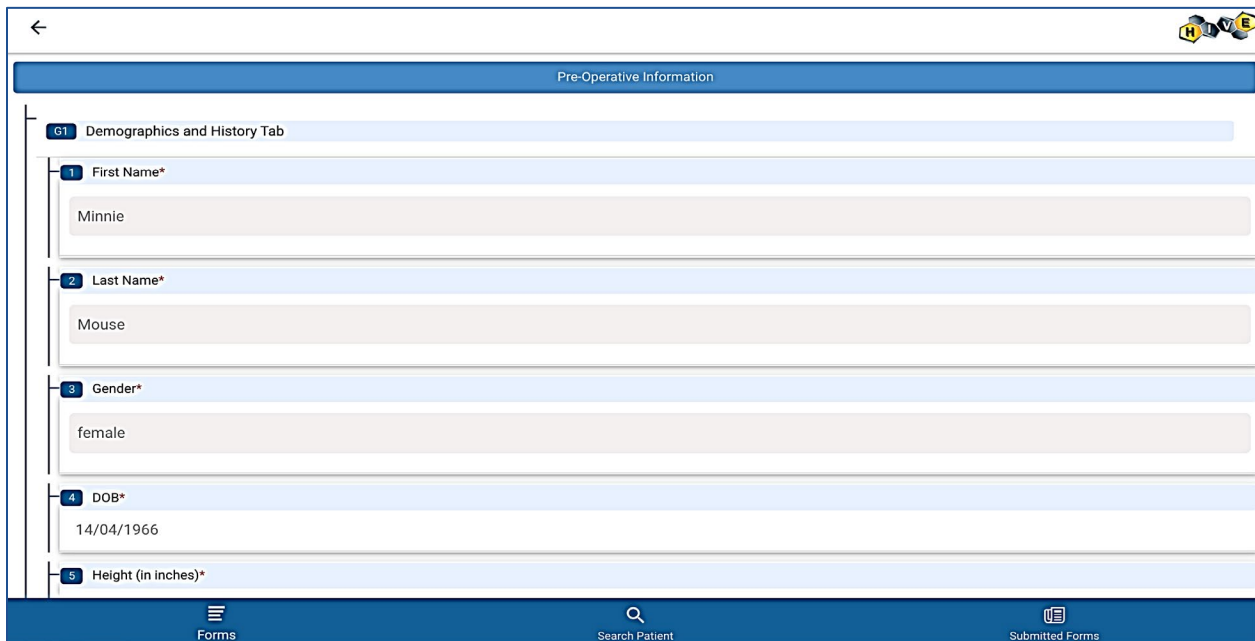 HIVE
Pre-Operative Information
G1 Demographics and History Tab
1 First Name*
Minnie
2 Last Name*
Mouse
3 Gender*
female
4 DOB*
14/04/1966
5 Height (in inches)*
Forms Search Patient Submitted Forms